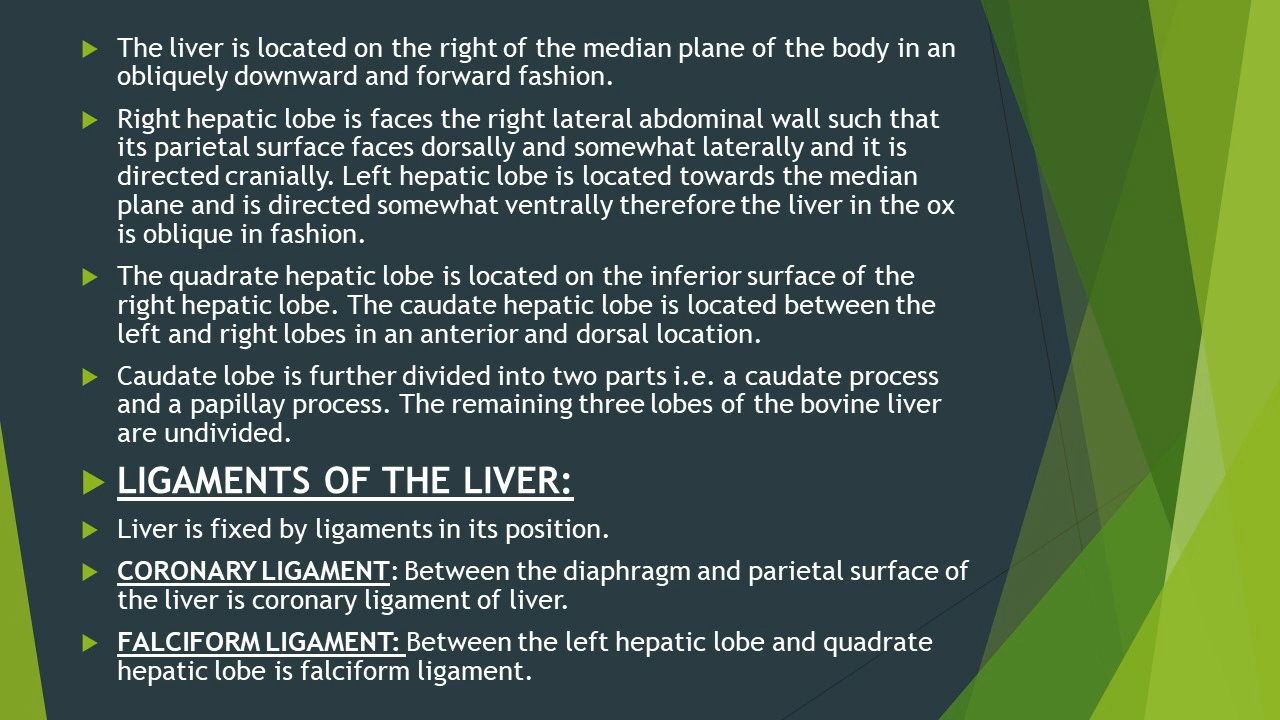 The liver is located on the right of the median plane of the body in an
obliquely downward and forward fashion.
Right hepatic lobe is faces the right lateral abdominal wall such that
its parietal surface faces dorsally and somewhat laterally and it is
directed cranially. Left hepatic lobe is located towards the median
plane and is directed somewhat ventrally therefore the liver in the ox
is oblique in fashion.
The quadrate hepatic lobe is located on the inferior surface of the
right hepatic lobe. The caudate hepatic lobe is located between the
left and right lobes in an anterior and dorsal location.
Caudate lobe is further divided into two parts i.e. a caudate process
and a papillay process. The remaining three lobes of the bovine liver
are undivided.
LIGAMENTS OF THE LIVER:
Liver is fixed by ligaments in its position.
CORONARY LIGAMENT: Between the diaphragm and parietal surface of
the liver is coronary ligament of liver.
FALCIFORM LIGAMENT: Between the left hepatic lobe and quadrate
hepatic lobe is falciform ligament.